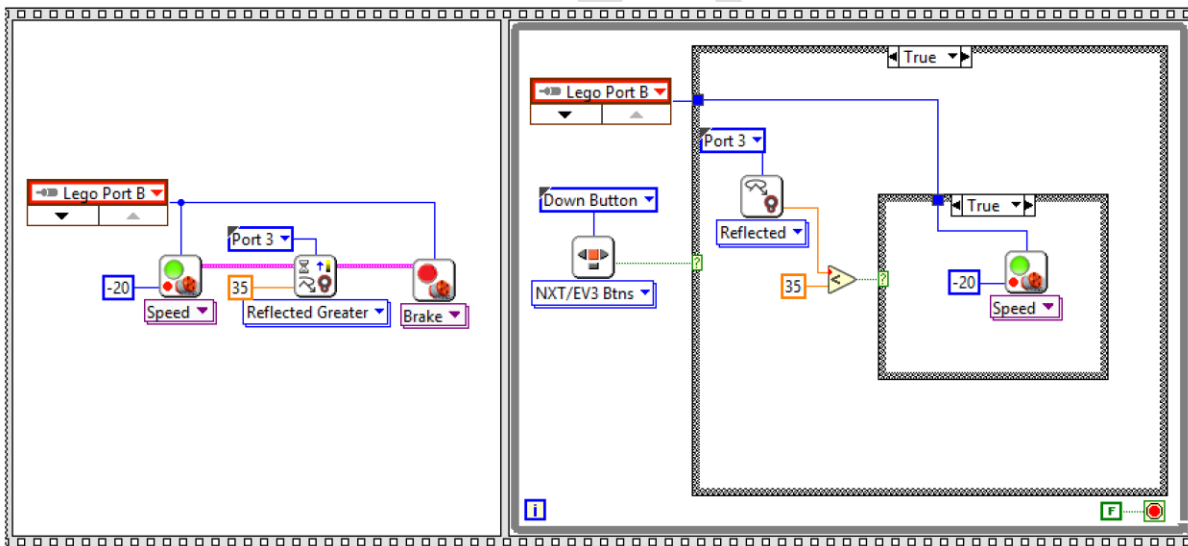 Lego Port B
Port 3
-20
35
Speed
Reflected Greater
Brake
True
Lego Port B
Port 3
Down Button
True
Reflected
NXT/EV3 Btns
35
<
-20
Speed
?
?
i
F